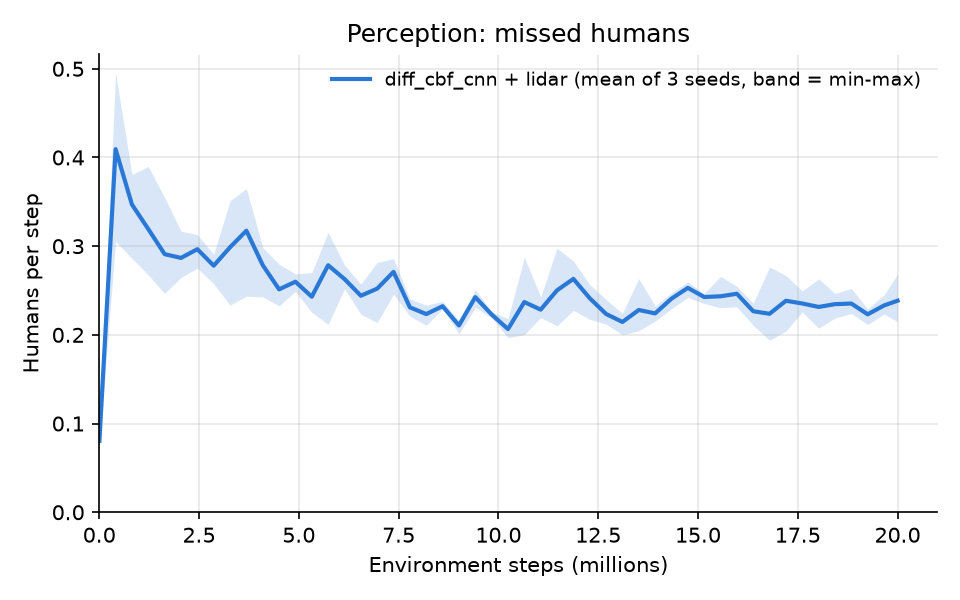 Perception: missed humans
diff_cbf_cnn + lidar (mean of 3 seeds, band = min-max)
Humans per step
0.5
0.4
0.3
0.2
0.1
0.0
0.0 2.5 5.0 7.5 10.0 12.5 15.0 17.5 20.0
Environment steps (millions)